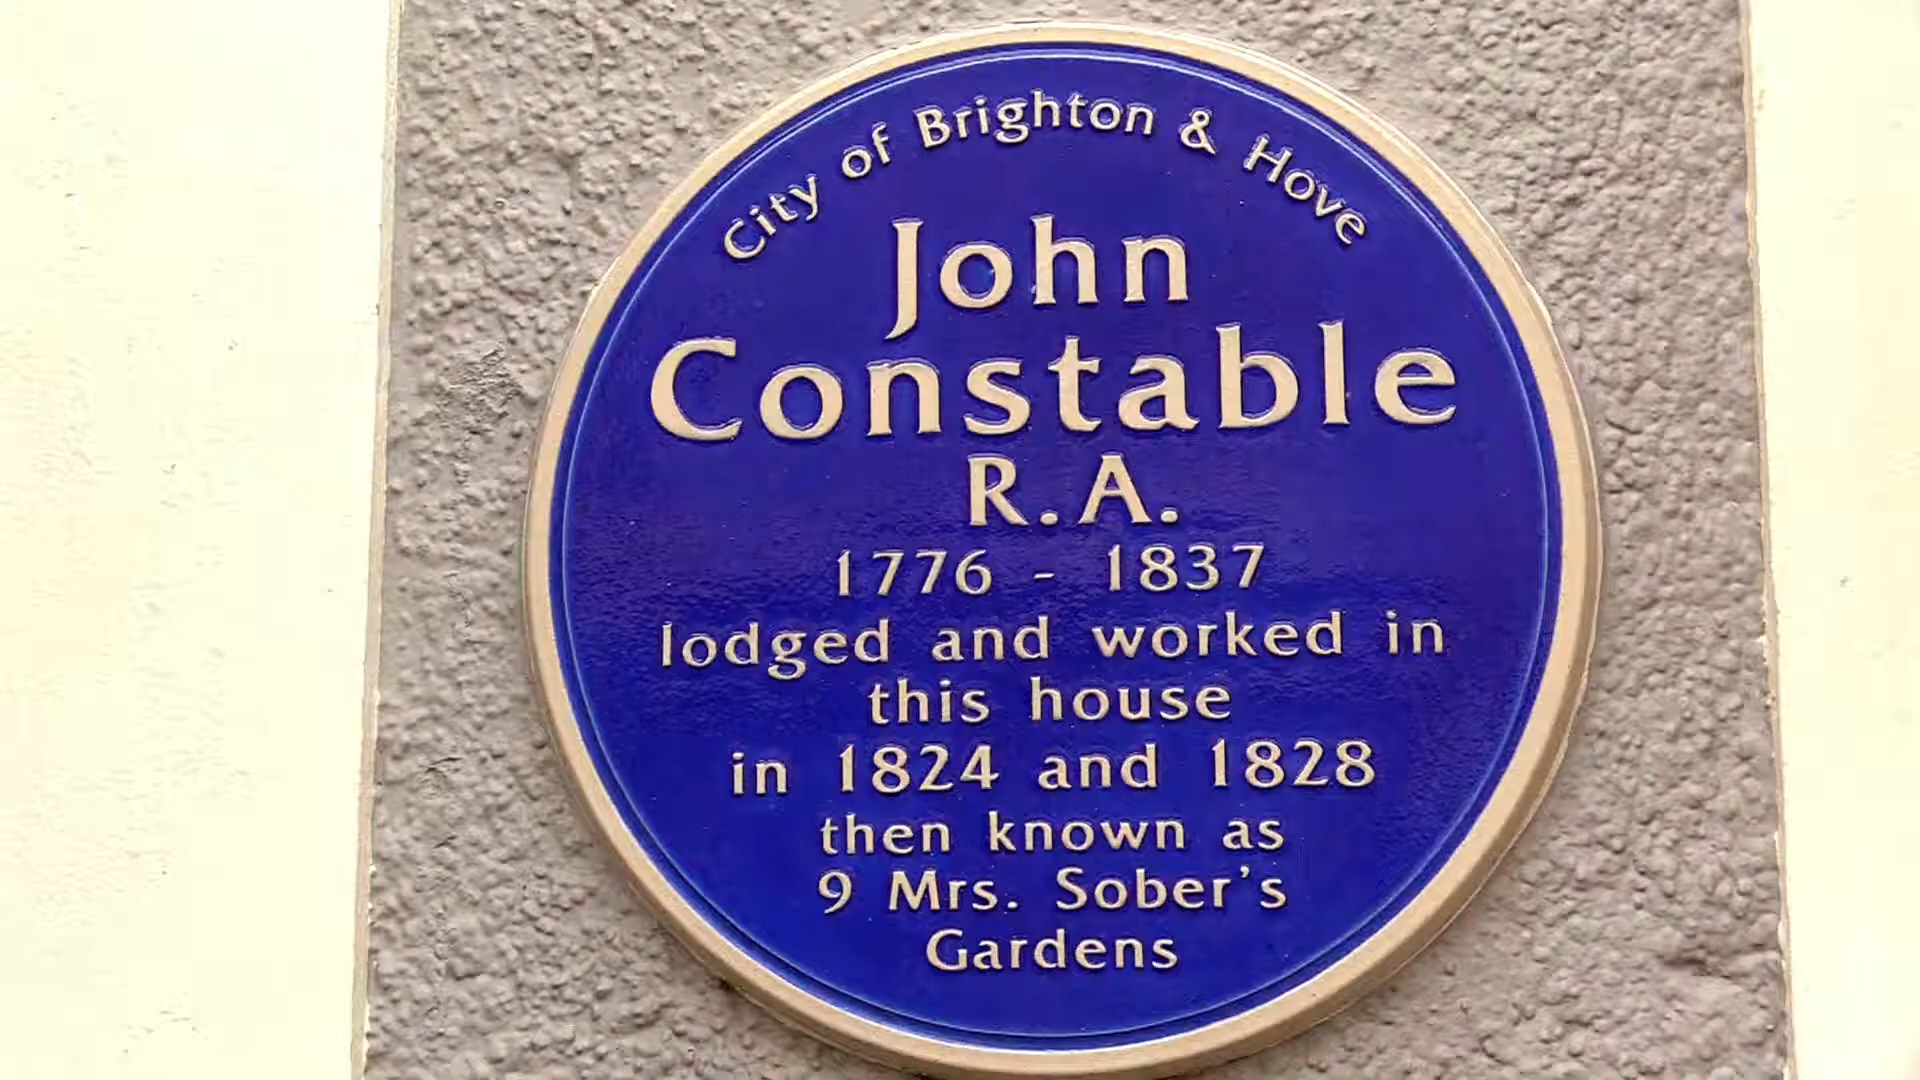 City of Brighton & Hove
John
Constable
R.A.
1776 - 1837
lodged and worked in
this house
in 1824 and 1828
then known as
9 Mrs. Sober's
Gardens